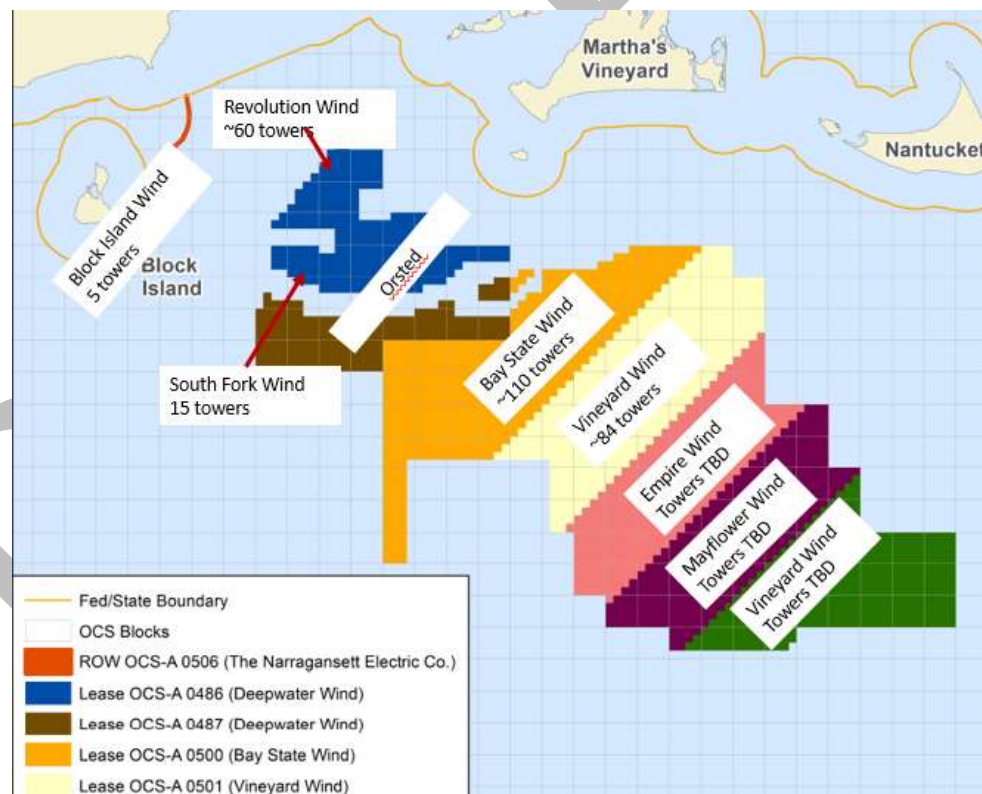 Martha's
Vineyard
Nantucket
Revolution Wind
~60 towers
Block Island Wind
5 towers
Block
Island
Orsted
South Fork Wind
15 towers
Bay State Wind
~110 towers
Vineyard Wind
~84 towers
Empire Wind
Towers TBD
Mayflower Wind
Towers TBD
Vineyard Wind
Towers TBD
Fed/State Boundary
OCS Blocks
ROW OCS-A 0506 (The Narragansett Electric Co.)
Lease OCS-A 0486 (Deepwater Wind)
Lease OCS-A 0487 (Deepwater Wind)
Lease OCS-A 0500 (Bay State Wind)
Lease OCS-A 0501 (Vineyard Wind)